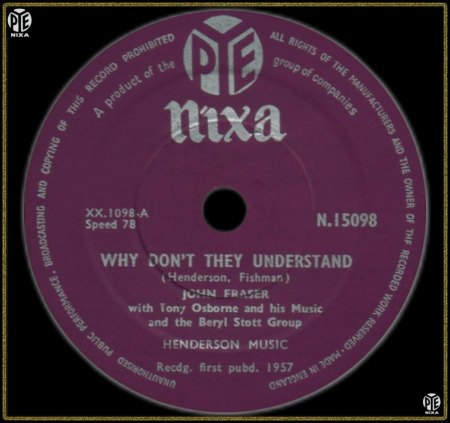 PYE
NIXA
UNAUTHORISED PUBLIC PERFORMANCE, BROADCASTING AND COPYING OF THIS RECORD PROHIBITED
ALL RIGHTS OF THE MANUFACTURERS AND THE OWNER OF THE RECORDED WORK RESERVED · MADE IN ENGLAND
A product of the PYE group of companies
nixa
XX.1098-A
Speed 78
N.15098
WHY DON'T THEY UNDERSTAND
(Henderson, Fishman)
JOHN FRASER
with Tony Osborne and his Music
and the Beryl Stott Group
HENDERSON MUSIC
Recdg. first pubd. 1957
PYE
NIXA